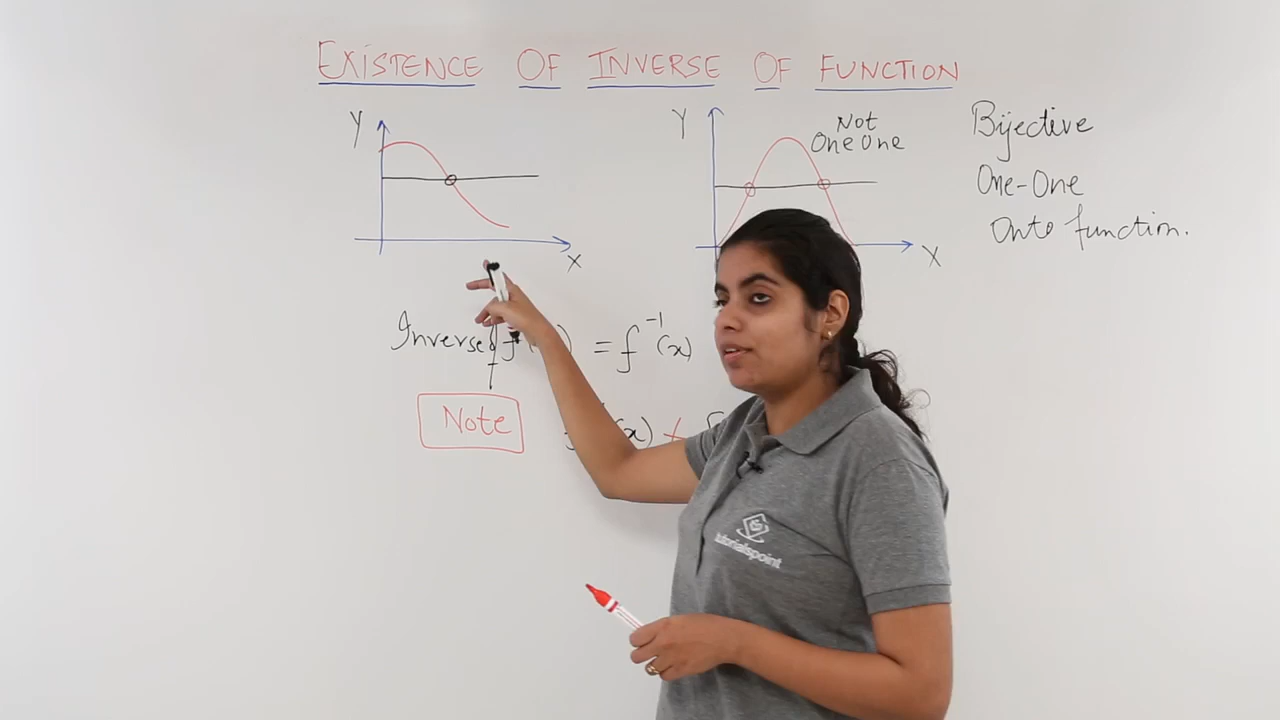 EXISTENCE OF INVERSE OF FUNCTION
Y
X
Y
Not
One One
X
Bijective
One-One
Onto function.
Inverse f = f⁻¹(x)
Note
(x) ≠
tutorialspoint